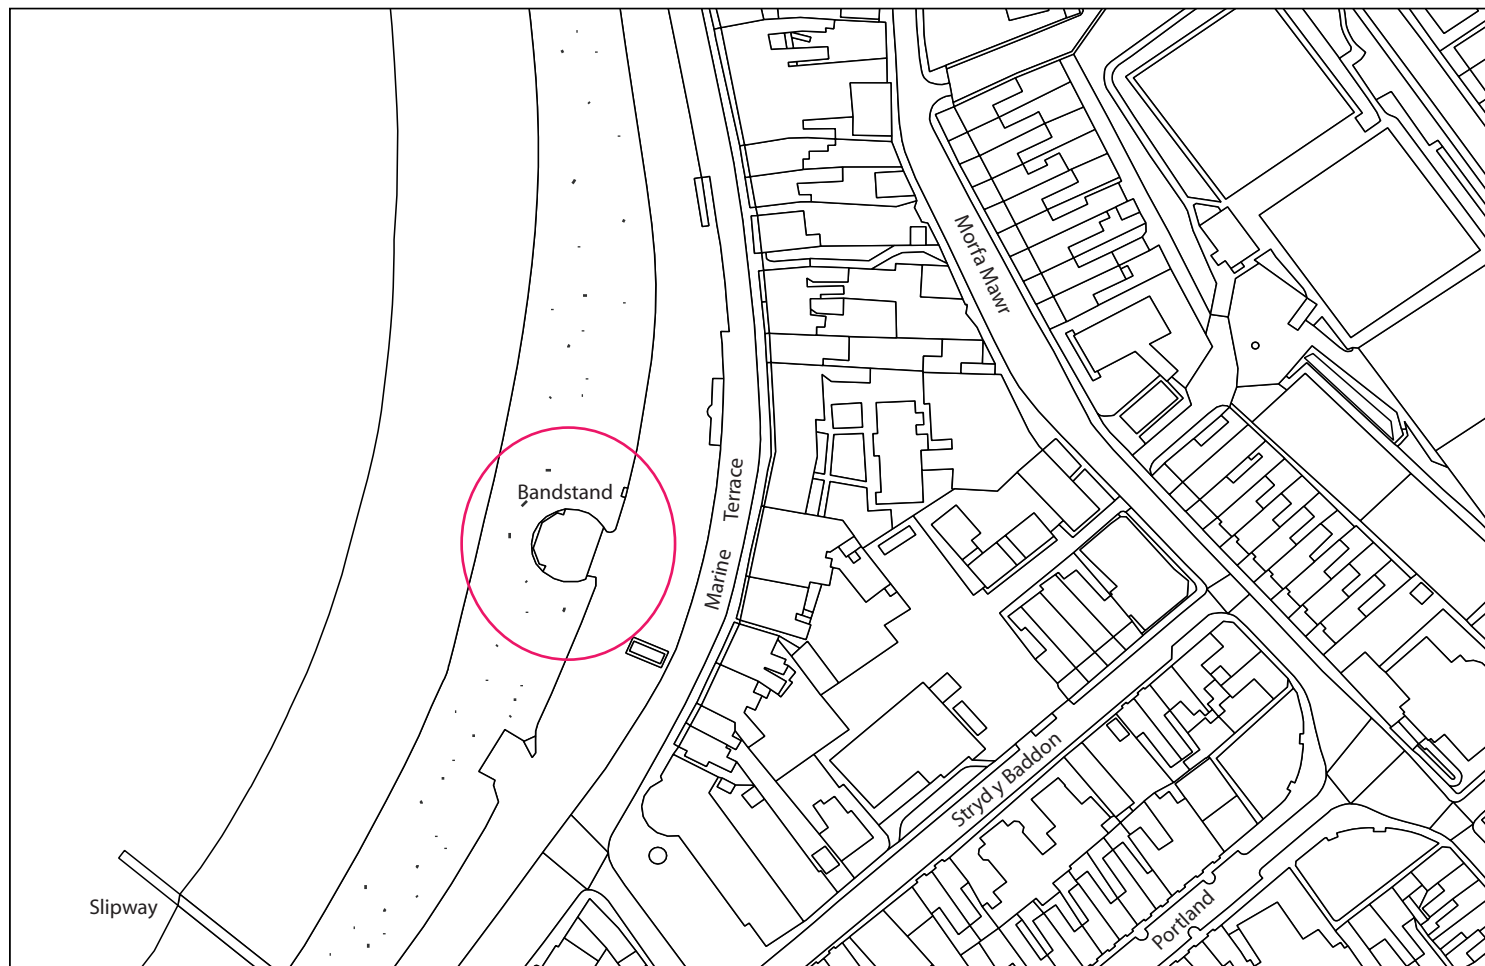 Morfa Mawr
Bandstand
Marine Terrace
Stryd y Baddon
Slipway
Portland